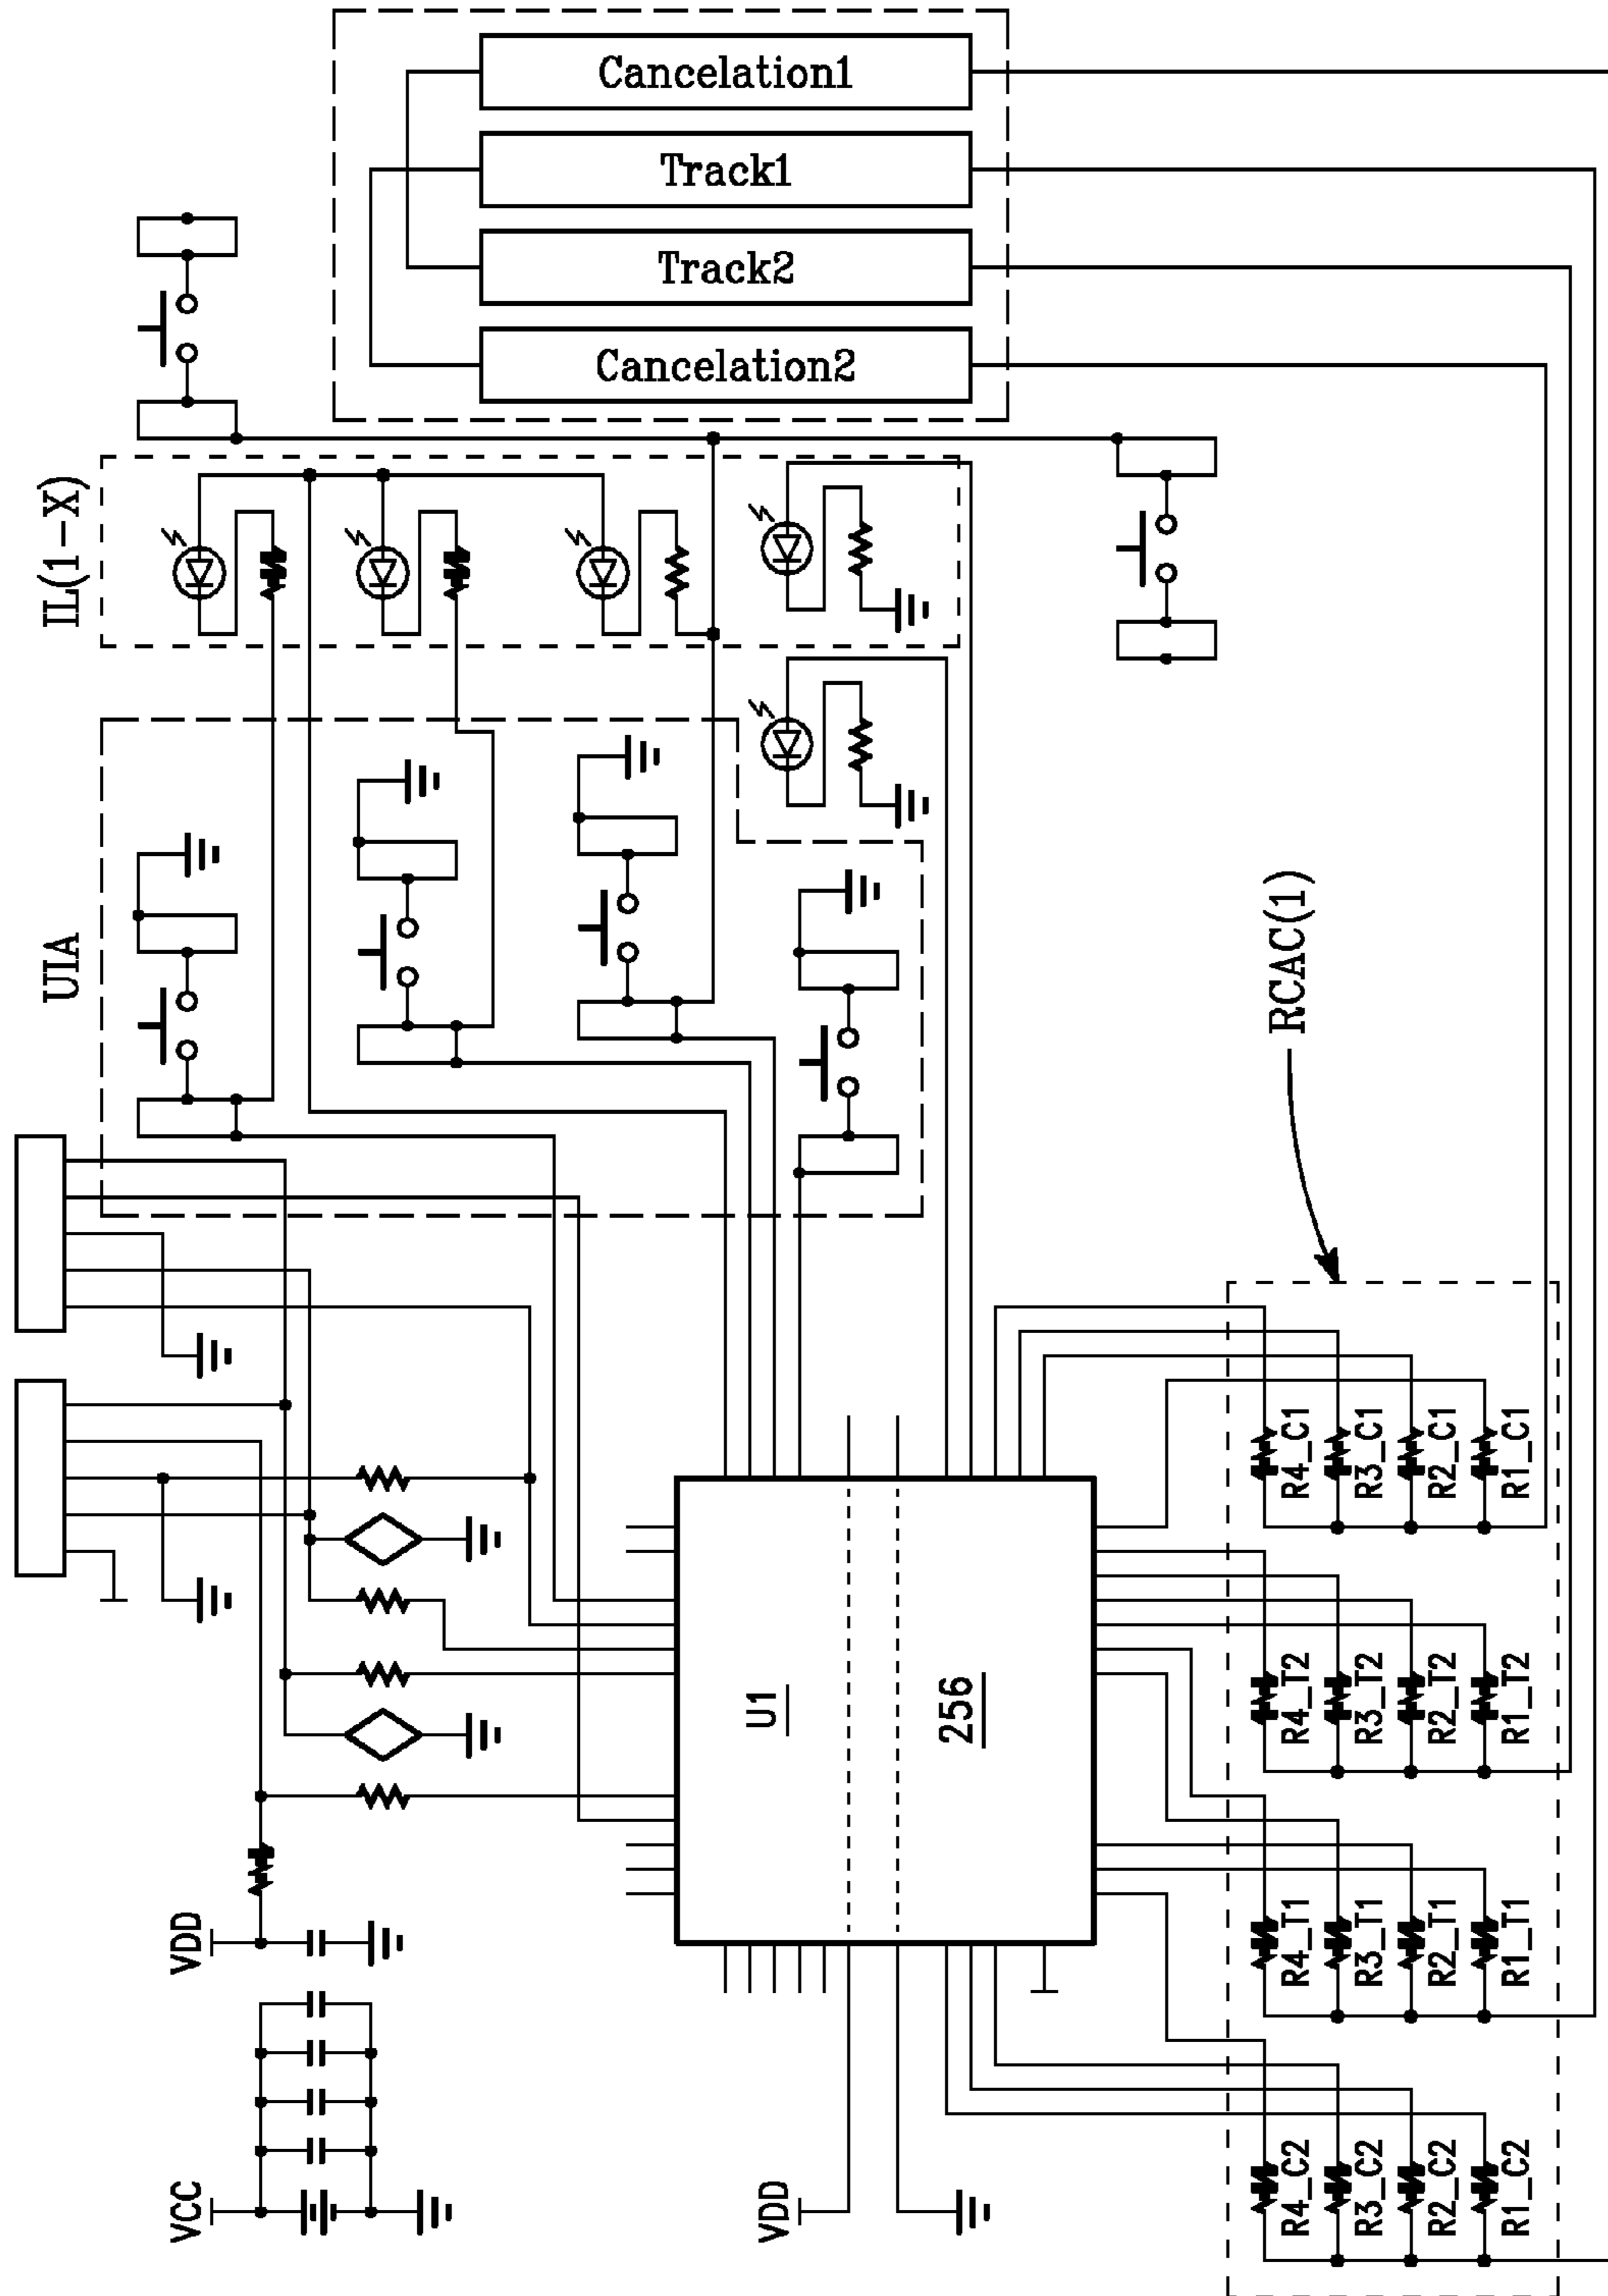 Cancelation1
Track1
Track2
Cancelation2
IL(1-X)
UIA
RCAC(1)
U1
256
R4_C1
R3_C1
R2_C1
R1_C1
R4_T2
R3_T2
R2_T2
R1_T2
VDD
R4_T1
R3_T1
R2_T1
R1_T1
VCC
VDD
R4_C2
R3_C2
R2_C2
R1_C2